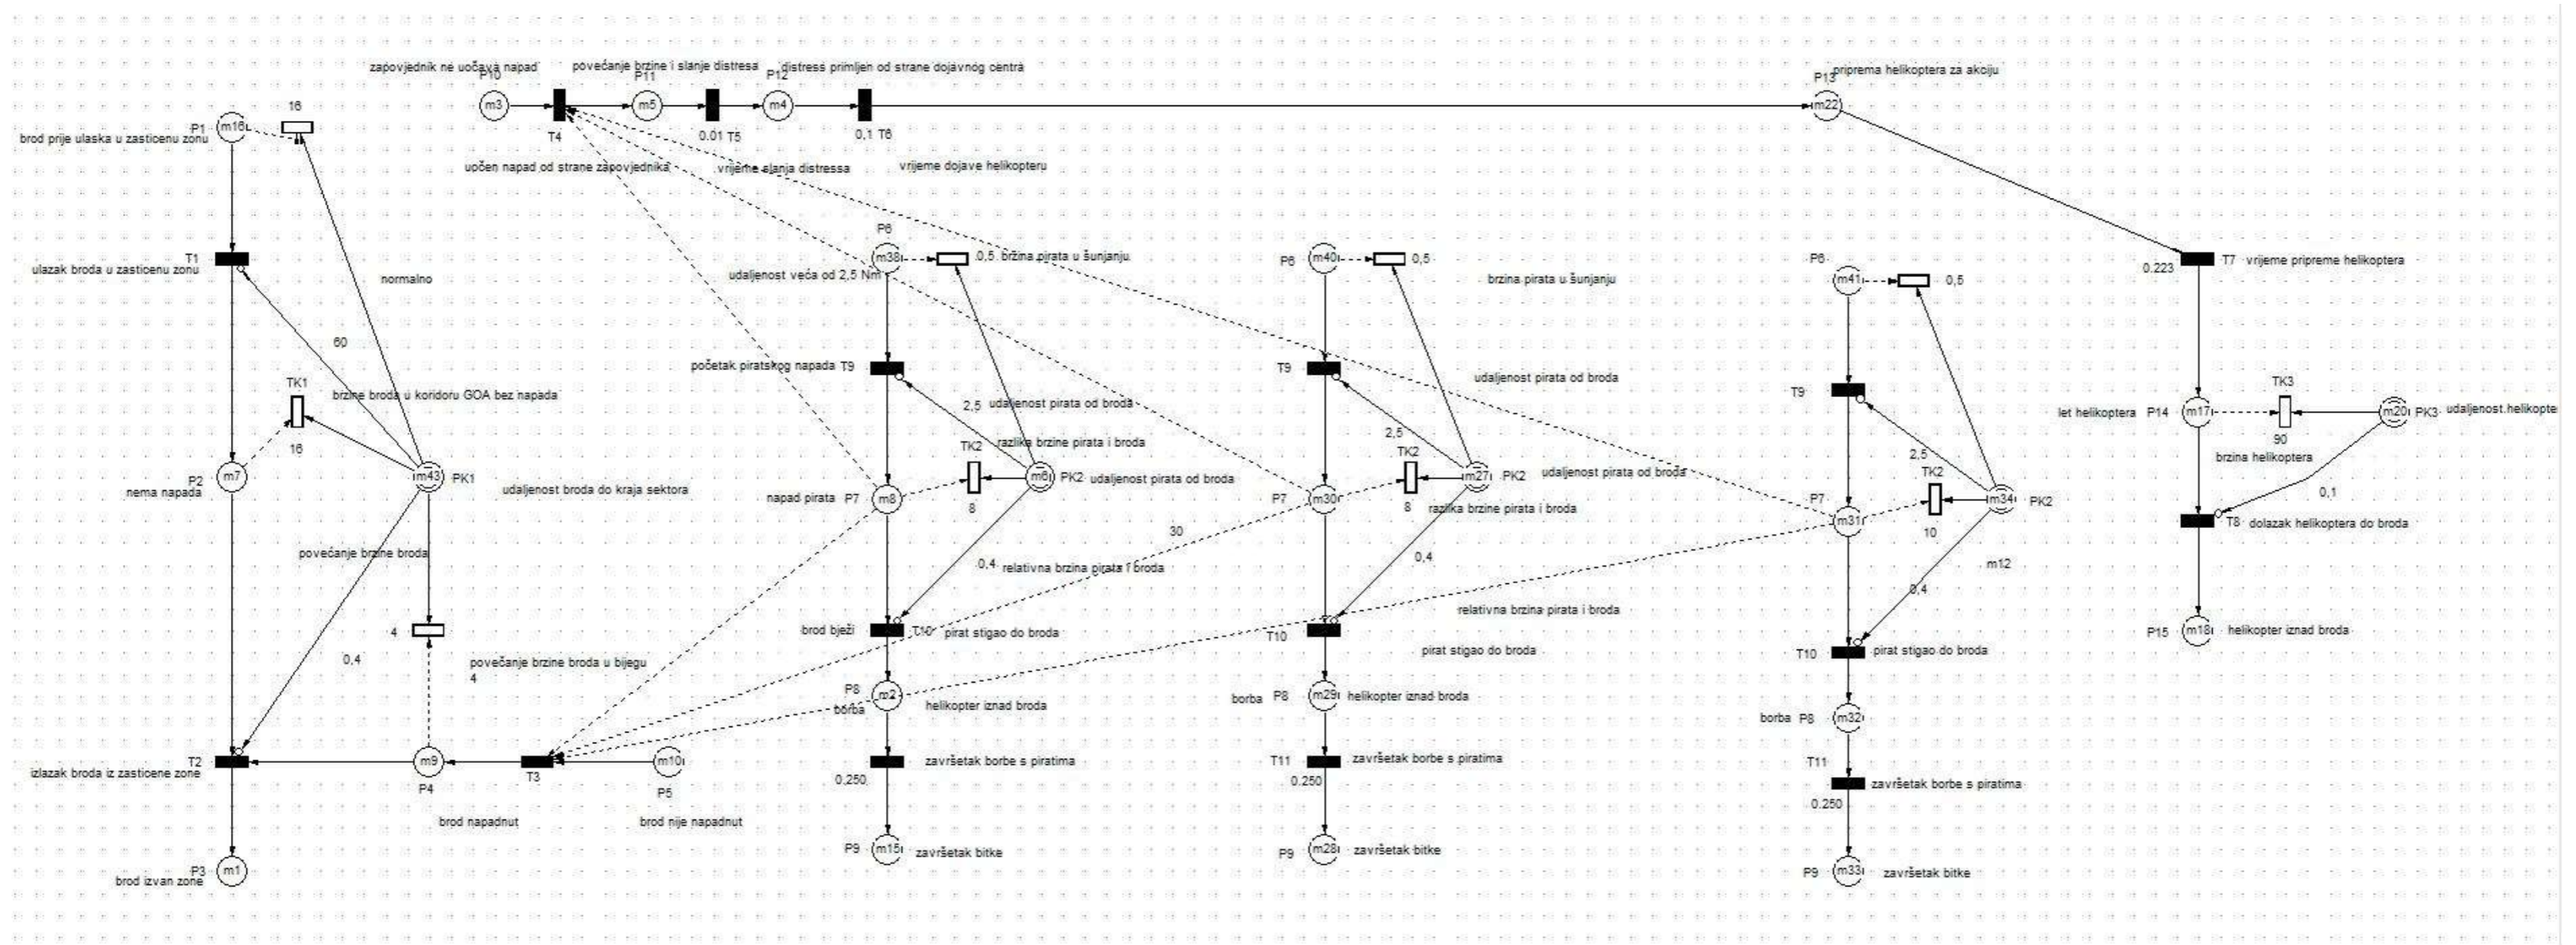 zapovjednik ne uočava napad
povećanje brzine i slanje distresa
distress primljen od strane dojavnog centra
P10
P11
P12
P13
priprema helikoptera za akciju
m3
m5
m4
m22
T4
0.01 T5
0,1 T6
uočen napad od strane zapovjednika
vrijeme slanja distressa
vrijeme dojave helikopteru
16
P1
m16
brod prije ulaska u zasticenu zonu
T1
ulazak broda u zasticenu zonu
normalno
60
TK1
brzine broda u koridoru GOA bez napada
16
P2
m7
nema napada
m43
PK1
udaljenost broda do kraja sektora
povećanje brzine broda
4
0,4
povečanje brzine broda u bijegu
4
T2
izlazak broda iz zasticene zone
m9
P4
T3
m10
P5
brod napadnut
brod nije napadnut
P3
m1
brod izvan zone
P6
m38
0,5 bržina pirata u šunjanju
udaljenost veća od 2,5 Nm
početak piratskog napada T9
2,5 udaljenost pirata od broda
TK2
razlika brzine pirata i broda
napad pirata P7
m8
m6
PK2 udaljenost pirata od broda
8
0,4 relativna brzina pirata i broda
brod bježi
T10
pirat stigao do broda
P8
m2
borba
helikopter iznad broda
završetak borbe s piratima
0.250
P9
m15
završetak bitke
P6
m40
0,5
brzina pirata u šunjanju
T9
udaljenost pirata od broda
2,5
TK2
udaljenost pirata od broda
P7
m30
m27
PK2
8
razlika brzine pirata i broda
30
0,4
relativna brzina pirata i broda
T10
pirat stigao do broda
borba P8
m29
helikopter iznad broda
T11
završetak borbe s piratima
0.250
P9
m28
završetak bitke
P6
m41
0,5
T9
2,5
TK2
P7
m31
m34
PK2
10
m12
0,4
T10
pirat stigao do broda
borba P8
m32
T11
završetak borbe s piratima
0.250
P9
m33
završetak bitke
0.223
T7 vrijeme pripreme helikoptera
TK3
let helikoptera P14
m17
m20
PK3 udaljenost helikopte
90
brzina helikoptera
0,1
T8 dolazak helikoptera do broda
P15
m18
helikopter iznad broda